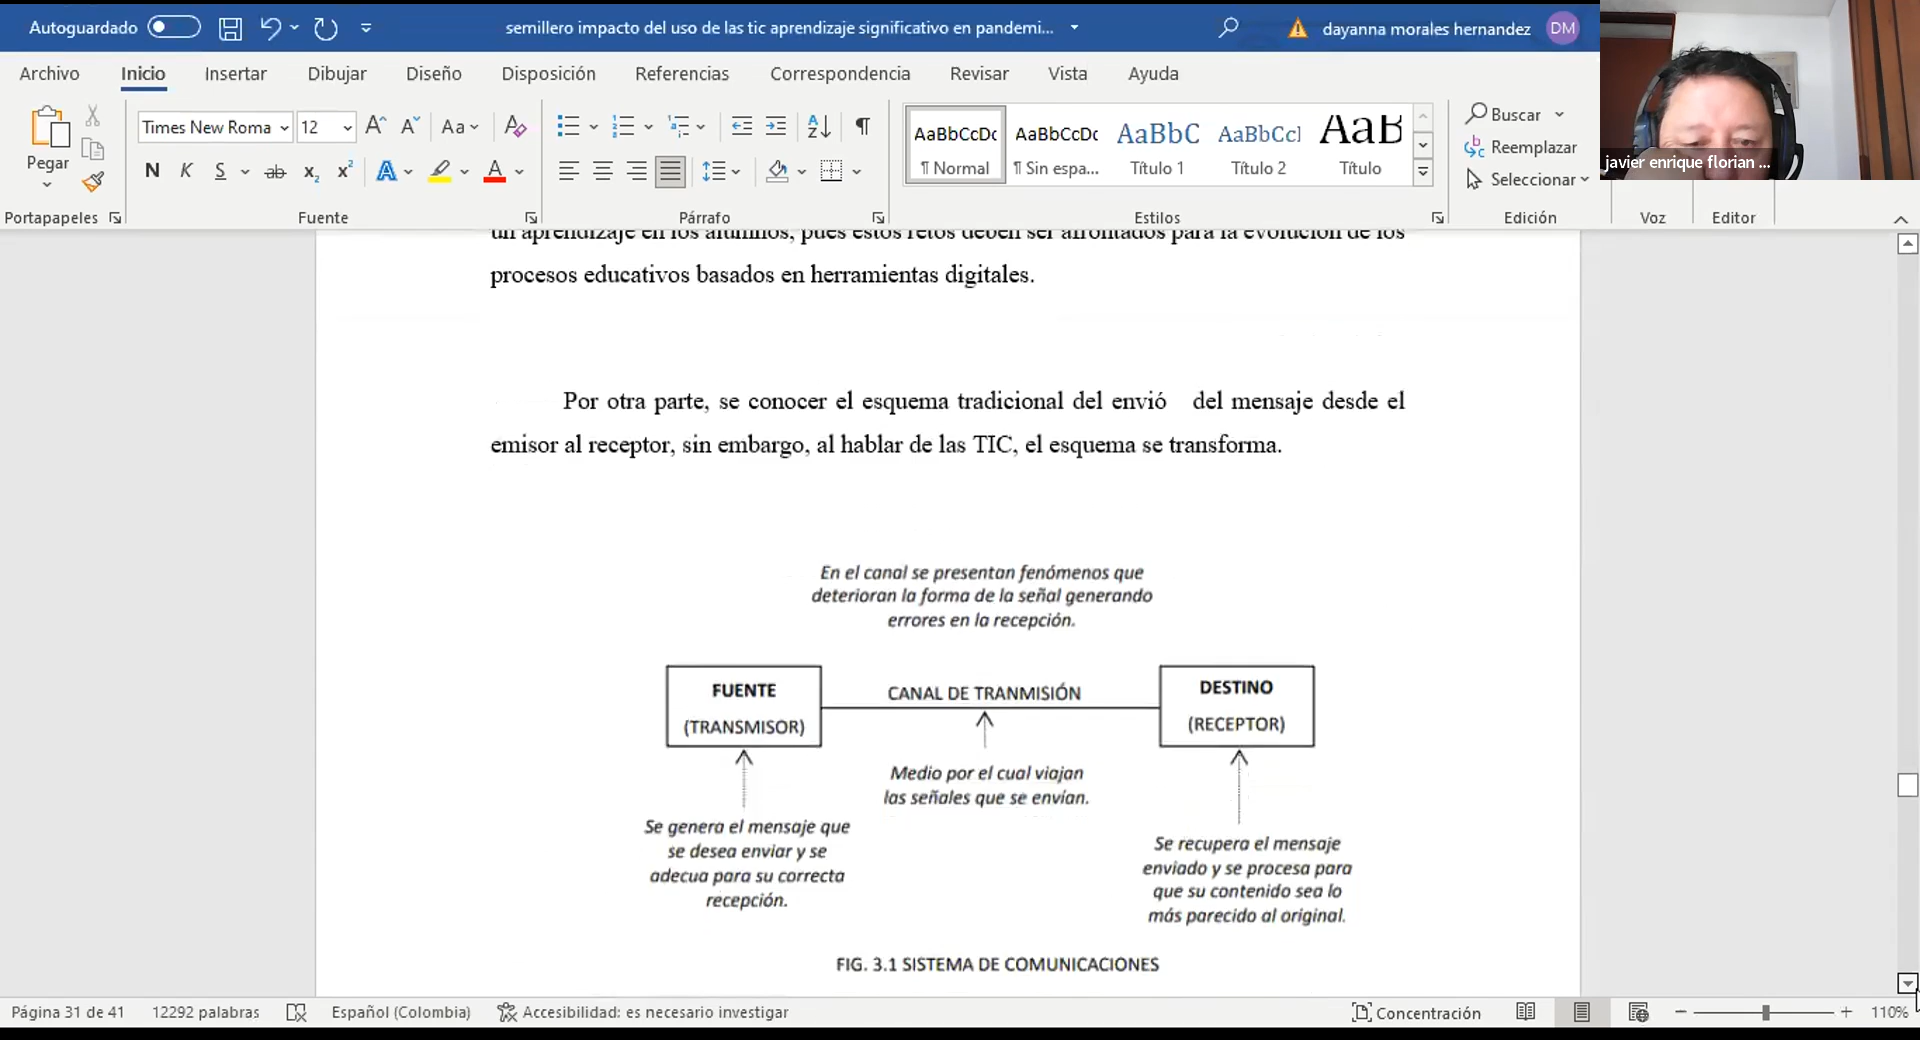 Autoguardado
semillero impacto del uso de las tic aprendizaje significativo en pandemi...
dayanna morales hernandez
DM
Archivo Inicio Insertar Dibujar Diseño Disposición Referencias Correspondencia Revisar Vista Ayuda
Times New Roma 12 A A Aa A
Pegar
N K S ab x₂ x² A A
AaBbCcDc AaBbCcDc AaBbC AaBbCcl AaB
¶ Normal ¶ Sin espa... Título 1 Título 2 Título
Buscar
Reemplazar
Seleccionar
Portapapeles Fuente Párrafo Estilos Edición Voz Editor
javier enrique florian ...
un aprendizaje en los alumnos, pues estos retos deben ser afrontados para la evolución de los
procesos educativos basados en herramientas digitales.
Por otra parte, se conocer el esquema tradicional del envió del mensaje desde el
emisor al receptor, sin embargo, al hablar de las TIC, el esquema se transforma.
En el canal se presentan fenómenos que
deterioran la forma de la señal generando
errores en la recepción.
FUENTE
(TRANSMISOR)
CANAL DE TRANMISIÓN
DESTINO
(RECEPTOR)
Medio por el cual viajan
las señales que se envían.
Se genera el mensaje que
se desea enviar y se
adecua para su correcta
recepción.
Se recupera el mensaje
enviado y se procesa para
que su contenido sea lo
más parecido al original.
FIG. 3.1 SISTEMA DE COMUNICACIONES
Página 31 de 41 12292 palabras Español (Colombia) Accesibilidad: es necesario investigar Concentración 110%